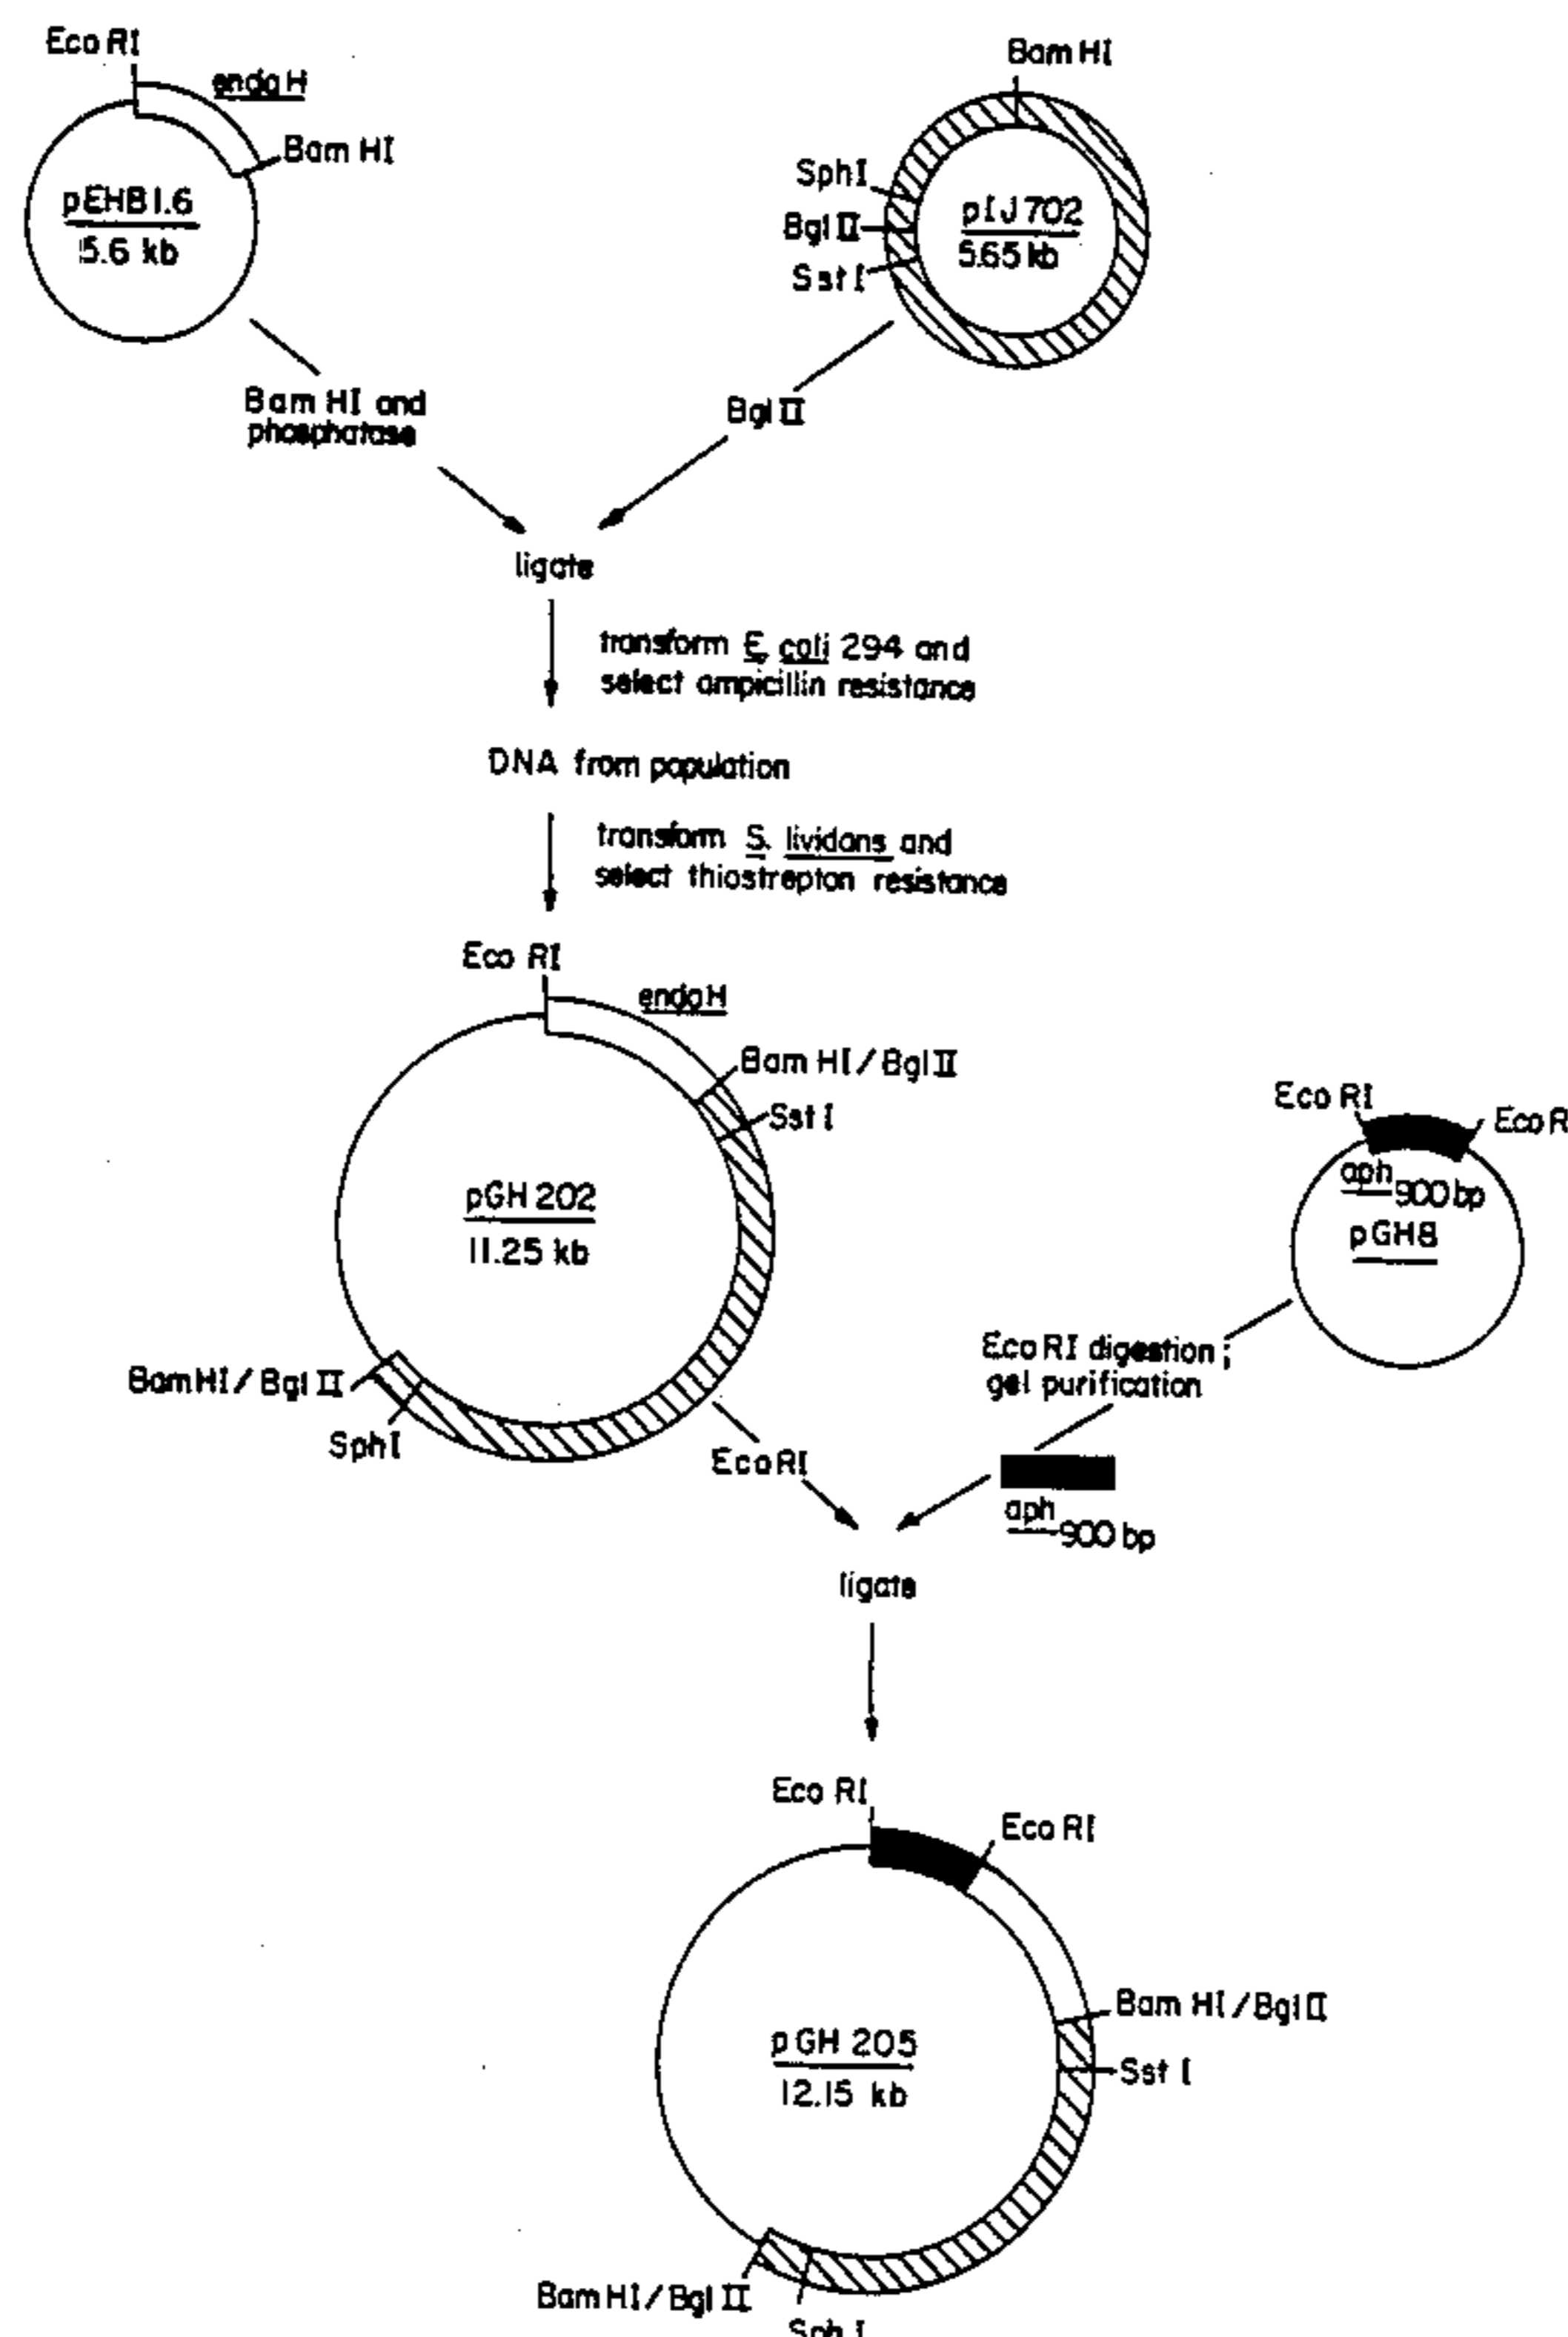 Eco RI
endo H
Bam HI
pEHB1.6
5.6 kb
Bam HI
Sph I
Bgl II
Sst I
pIJ702
5.65 kb
Bam HI and
phosphatase
Bgl II
ligate
transform E. coli 294 and
select ampicillin resistance
DNA from population
transform S. lividans and
select thiostrepton resistance
Eco RI
endo H
Bam HI/Bgl II
Sst I
pGH 202
11.25 kb
Bam HI/Bgl II
Sph I
Eco RI
Eco RI
Eco R
aph 900 bp
pGH8
Eco RI digestion;
gel purification
aph 900 bp
ligate
Eco RI
Eco RI
Bam HI/Bgl II
Sst I
pGH 205
12.15 kb
Bam HI/Bgl II
Sph I